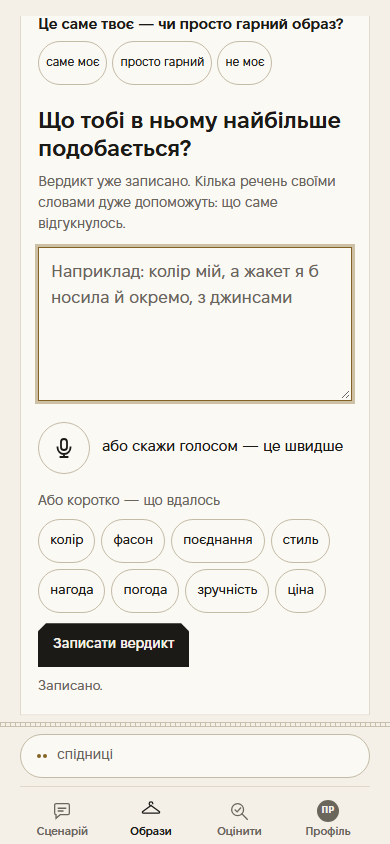 Це саме твоє — чи просто гарний образ?
саме моє
просто гарний
не моє
Що тобі в ньому найбільше
подобається?
Вердикт уже записано. Кілька речень своїми
словами дуже допоможуть: що саме
відгукнулось.
Наприклад: колір мій, а жакет я б
носила й окремо, з джинсами
або скажи голосом — це швидше
Або коротко — що вдалось
колір
фасон
поєднання
стиль
нагода
погода
зручність
ціна
Записати вердикт
Записано.
спідниці
Сценарій
Образи
Оцінити
ПР
Профіль